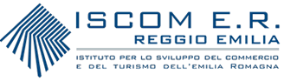 ISCOM E.R.
REGGIO EMILIA
ISTITUTO PER LO SVILUPPO DEL COMMERCIO
E DEL TURISMO DELL'EMILIA ROMAGNA